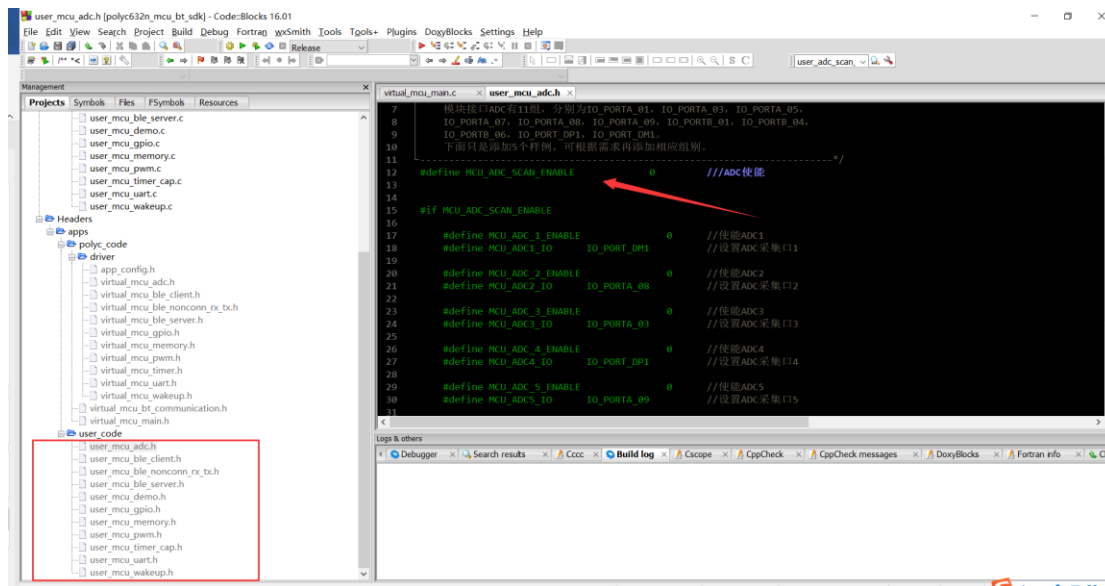 user_mcu_adc.h [polyc632n_mcu_bt_sdk] - Code::Blocks 16.01
File Edit View Search Project Build Debug Fortran wxSmith Tools Tools+ Plugins DoxyBlocks Settings Help
Release
user_adc_scan_
Management
Projects Symbols Files FSymbols Resources
user_mcu_ble_server.c
user_mcu_demo.c
user_mcu_gpio.c
user_mcu_memory.c
user_mcu_pwm.c
user_mcu_timer_cap.c
user_mcu_uart.c
user_mcu_wakeup.c
Headers
apps
polyc_code
driver
app_config.h
virtual_mcu_adc.h
virtual_mcu_ble_client.h
virtual_mcu_ble_nonconn_rx_tx.h
virtual_mcu_ble_server.h
virtual_mcu_gpio.h
virtual_mcu_memory.h
virtual_mcu_pwm.h
virtual_mcu_timer.h
virtual_mcu_uart.h
virtual_mcu_wakeup.h
virtual_mcu_bt_communication.h
virtual_mcu_main.h
user_code
user_mcu_adc.h
user_mcu_ble_client.h
user_mcu_ble_nonconn_rx_tx.h
user_mcu_ble_server.h
user_mcu_demo.h
user_mcu_gpio.h
user_mcu_memory.h
user_mcu_pwm.h
user_mcu_timer_cap.h
user_mcu_uart.h
user_mcu_wakeup.h
virtual_mcu_main.c user_mcu_adc.h
7 模块接口ADC有11组，分别为IO_PORTA_01，IO_PORTA_03，IO_PORTA_05，
8 IO_PORTA_07，IO_PORTA_08，IO_PORTA_09，IO_PORTB_01，IO_PORTB_04，
9 IO_PORTB_06，IO_PORT_DP1，IO_PORT_DM1。
10 下面只是添加5个样例，可根据需求再添加相应组别。
11 -----------------------------------------------------------*/
12 #define MCU_ADC_SCAN_ENABLE 0 ///ADC使能
13
14
15 #if MCU_ADC_SCAN_ENABLE
16
17 #define MCU_ADC_1_ENABLE 0 //使能ADC1
18 #define MCU_ADC1_IO IO_PORT_DM1 //设置ADC采集口1
19
20 #define MCU_ADC_2_ENABLE 0 //使能ADC2
21 #define MCU_ADC2_IO IO_PORTA_08 //设置ADC采集口2
22
23 #define MCU_ADC_3_ENABLE 0 //使能ADC3
24 #define MCU_ADC3_IO IO_PORTA_03 //设置ADC采集口3
25
26 #define MCU_ADC_4_ENABLE 0 //使能ADC4
27 #define MCU_ADC4_IO IO_PORT_DP1 //设置ADC采集口4
28
29 #define MCU_ADC_5_ENABLE 0 //使能ADC5
30 #define MCU_ADC5_IO IO_PORTA_09 //设置ADC采集口5
31
Logs & others
Debugger Search results Cccc Build log Cscope CppCheck CppCheck messages DoxyBlocks Fortran info